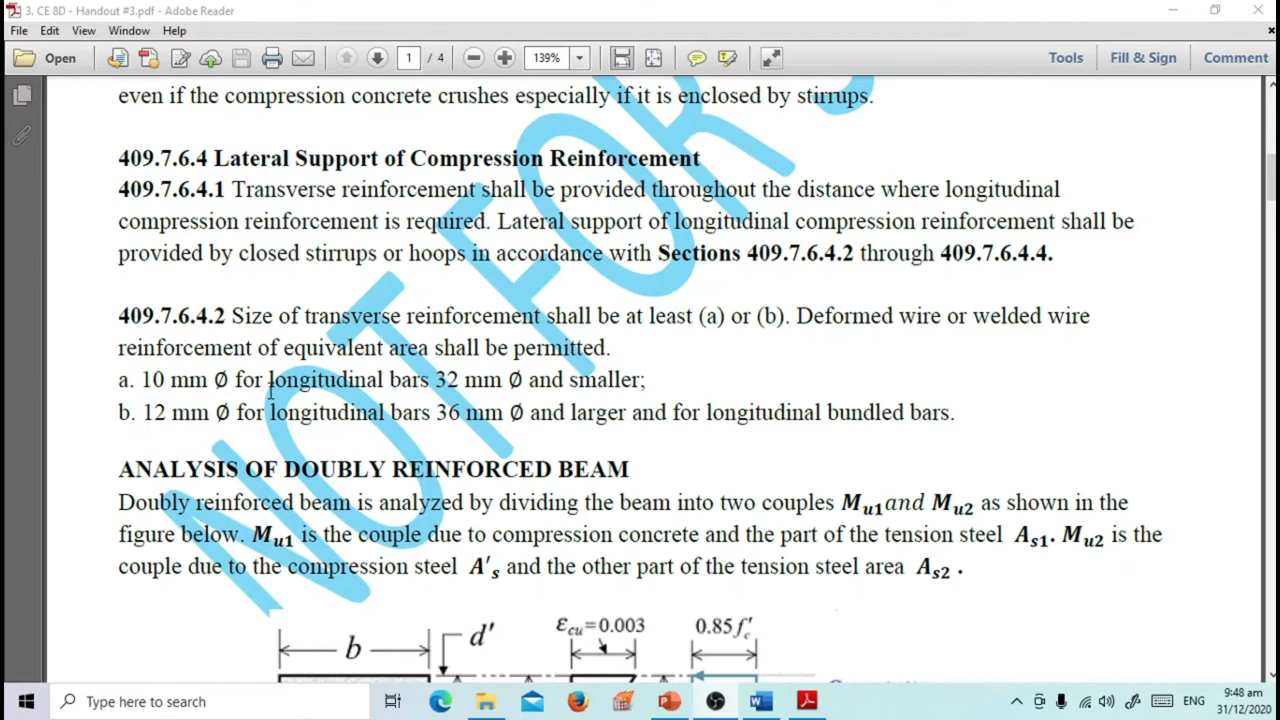 3. CE 8D - Handout #3.pdf - Adobe Reader
File Edit View Window Help
Open 1 / 4 139% Tools Fill & Sign Comment
even if the compression concrete crushes especially if it is enclosed by stirrups.
409.7.6.4 Lateral Support of Compression Reinforcement
409.7.6.4.1 Transverse reinforcement shall be provided throughout the distance where longitudinal
compression reinforcement is required. Lateral support of longitudinal compression reinforcement shall be
provided by closed stirrups or hoops in accordance with Sections 409.7.6.4.2 through 409.7.6.4.4.
409.7.6.4.2 Size of transverse reinforcement shall be at least (a) or (b). Deformed wire or welded wire
reinforcement of equivalent area shall be permitted.
a. 10 mm Ø for longitudinal bars 32 mm Ø and smaller;
b. 12 mm Ø for longitudinal bars 36 mm Ø and larger and for longitudinal bundled bars.
ANALYSIS OF DOUBLY REINFORCED BEAM
Doubly reinforced beam is analyzed by dividing the beam into two couples Mu1 and Mu2 as shown in the
figure below. Mu1 is the couple due to compression concrete and the part of the tension steel As1. Mu2 is the
couple due to the compression steel A's and the other part of the tension steel area As2 .
b d' εcu=0.003 0.85f'c
NOT FOR
Type here to search
ENG
9:48 am
31/12/2020